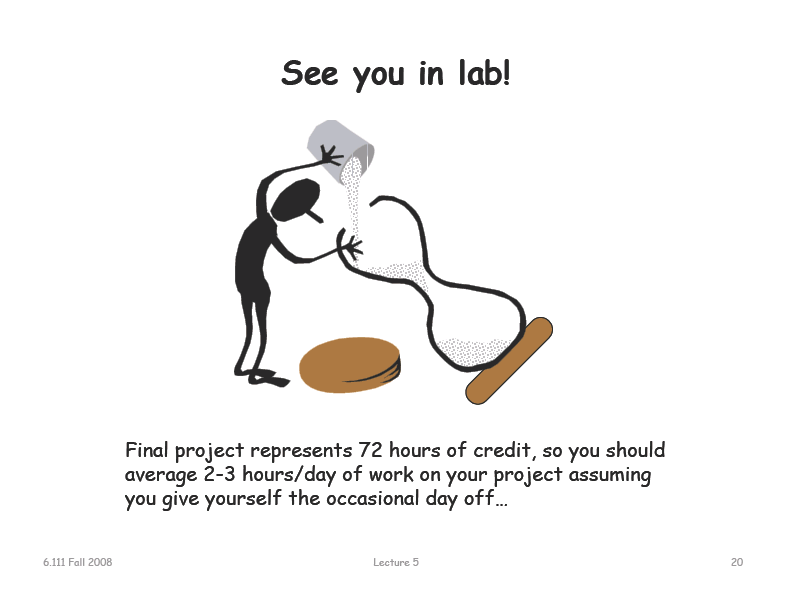 See you in lab!
Final project represents 72 hours of credit, so you should
average 2-3 hours/day of work on your project assuming
you give yourself the occasional day off…
6.111 Fall 2008
Lecture 5
20